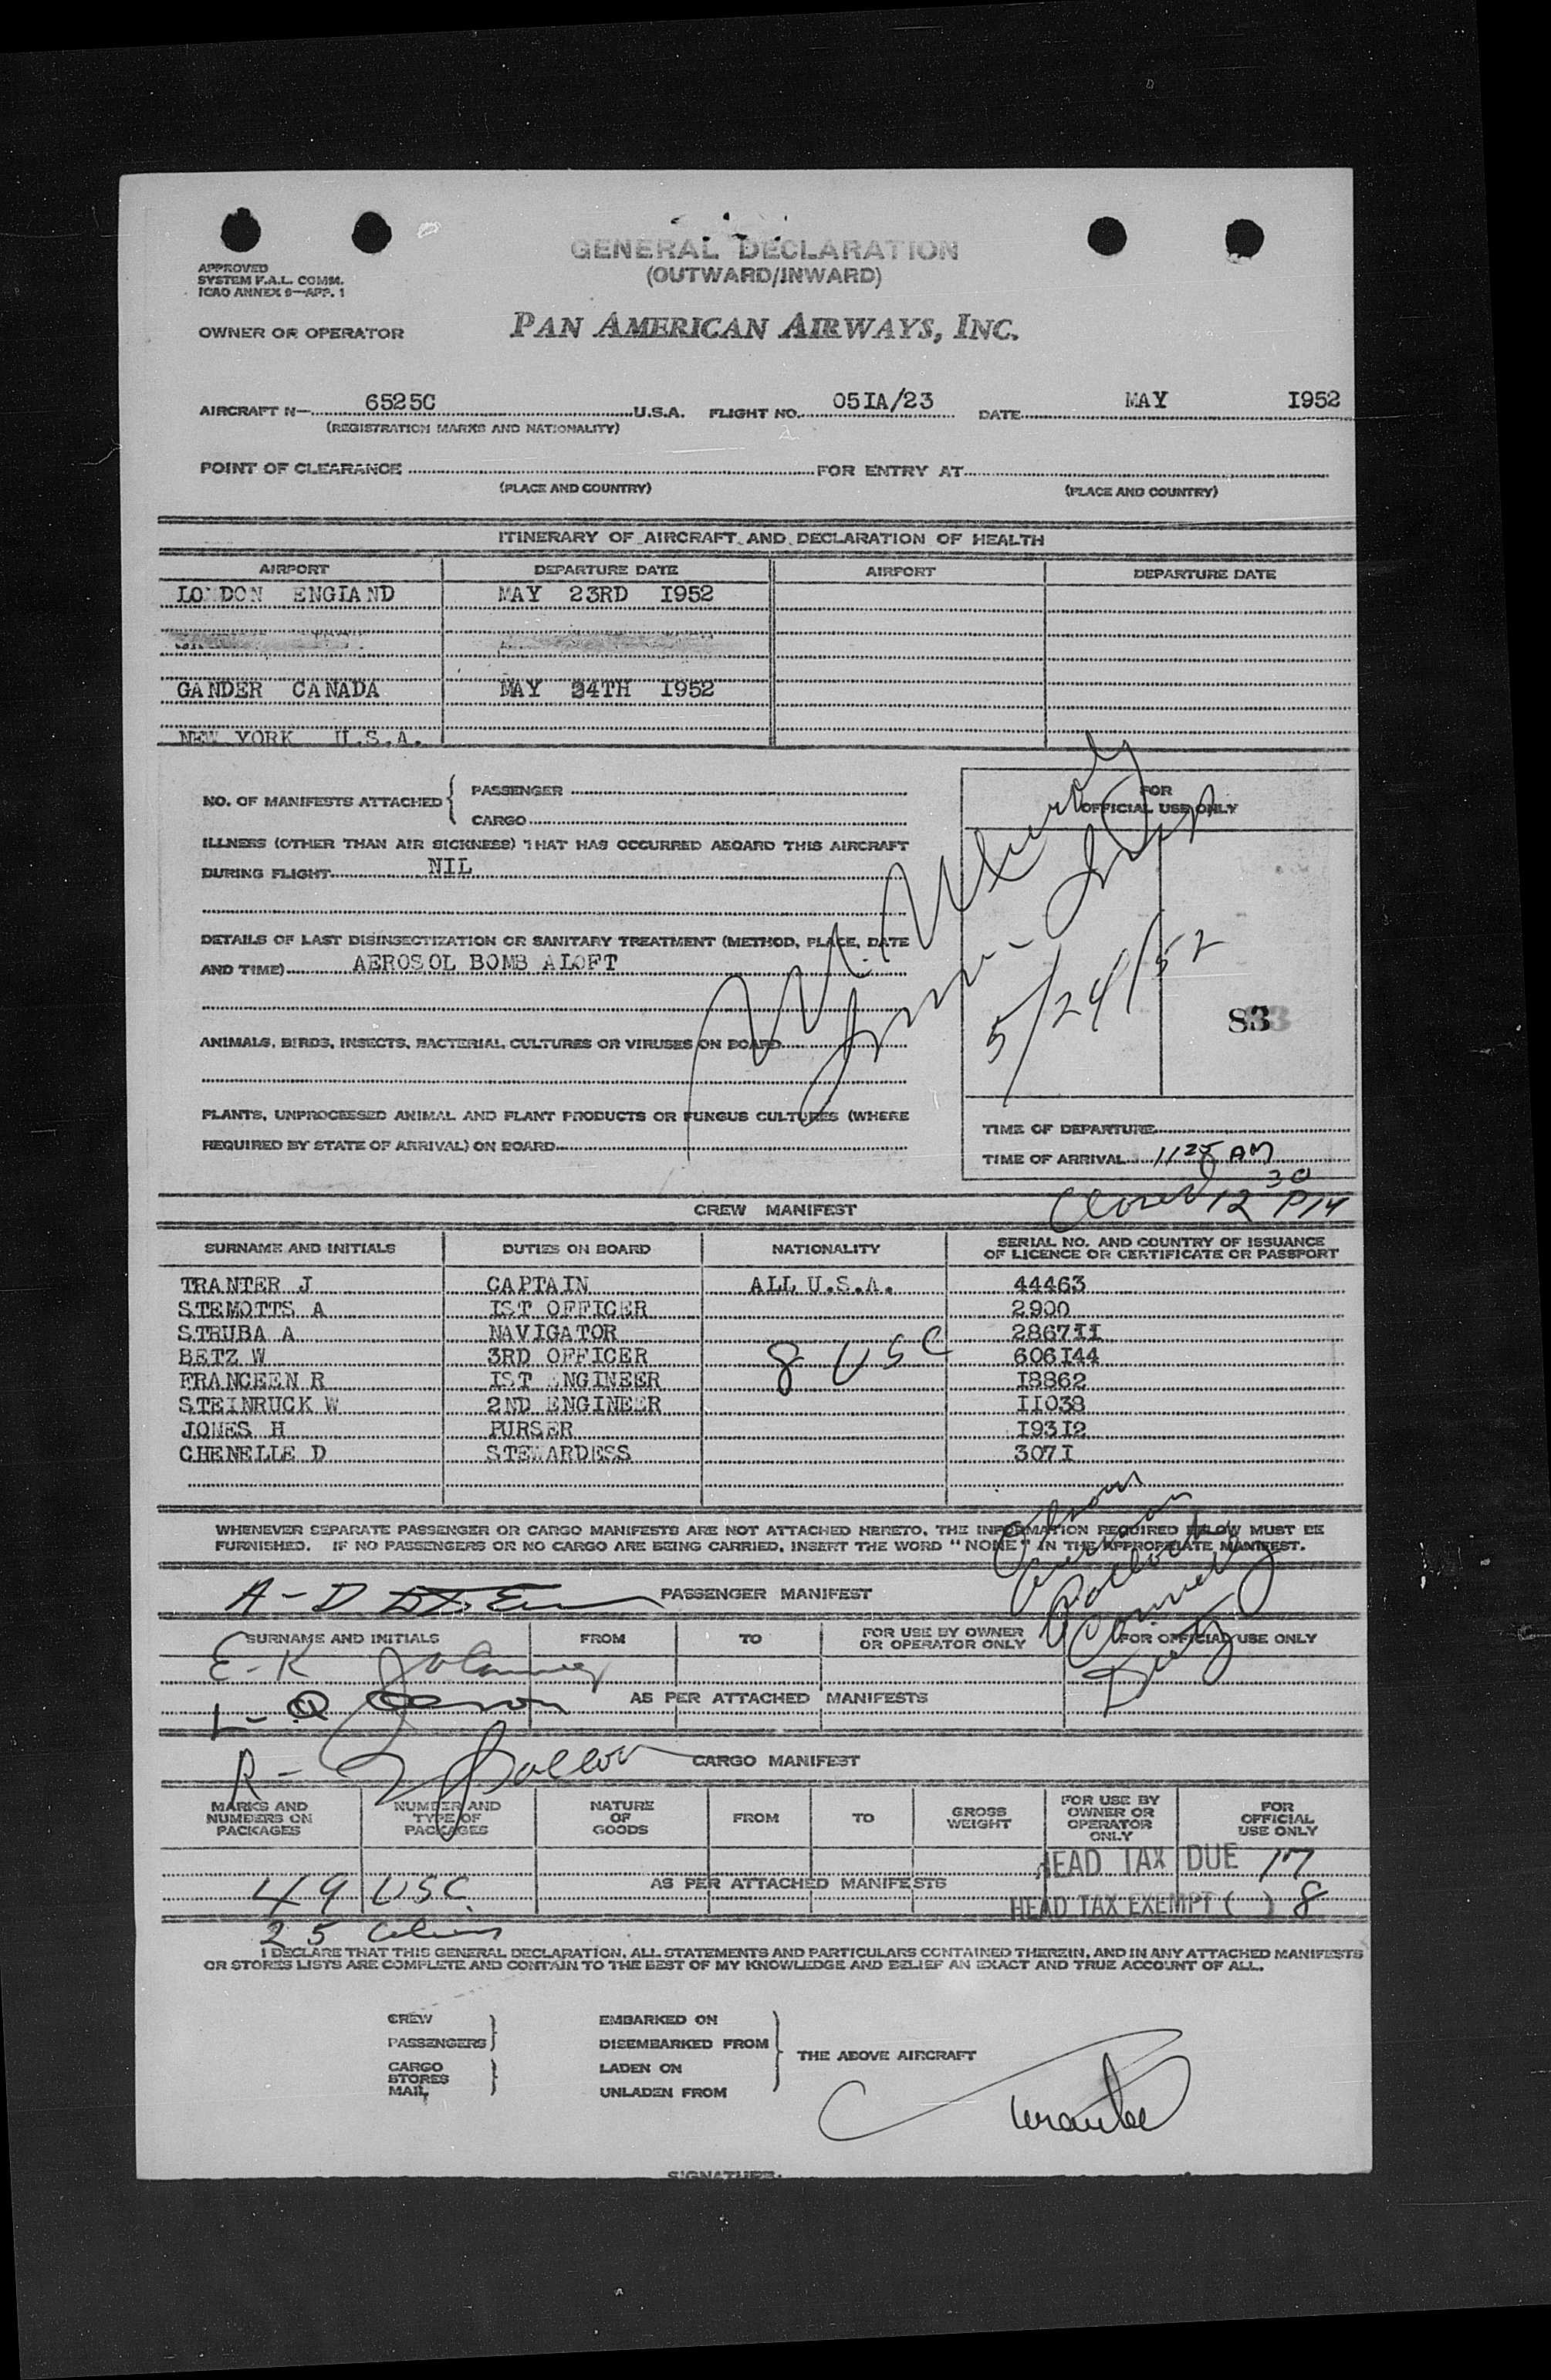 GENERAL DECLARATION
(OUTWARD/INWARD)
APPROVED
SYSTEM F.A.L. COMM.
ICAO ANNEX 9—APP. 1
OWNER OR OPERATOR PAN AMERICAN AIRWAYS, INC.
AIRCRAFT N— 6525C U.S.A. FLIGHT NO. 05IA/23 DATE MAY I952
(REGISTRATION MARKS AND NATIONALITY)
POINT OF CLEARANCE FOR ENTRY AT
(PLACE AND COUNTRY) (PLACE AND COUNTRY)
ITINERARY OF AIRCRAFT AND DECLARATION OF HEALTH
AIRPORT DEPARTURE DATE AIRPORT DEPARTURE DATE
LONDON ENGLAND MAY 23RD I952
GANDER CANADA MAY 24TH I952
NEW YORK U.S.A.
NO. OF MANIFESTS ATTACHED { PASSENGER
CARGO
FOR
OFFICIAL USE ONLY
ILLNESS (OTHER THAN AIR SICKNESS) THAT HAS OCCURRED ABOARD THIS AIRCRAFT
DURING FLIGHT NIL
DETAILS OF LAST DISINSECTIZATION OR SANITARY TREATMENT (METHOD, PLACE, DATE
AND TIME) AEROSOL BOMB ALOFT
5/24/52
833
ANIMALS, BIRDS, INSECTS, BACTERIAL CULTURES OR VIRUSES ON BOARD
PLANTS, UNPROCESSED ANIMAL AND PLANT PRODUCTS OR FUNGUS CULTURES (WHERE
REQUIRED BY STATE OF ARRIVAL) ON BOARD
TIME OF DEPARTURE
TIME OF ARRIVAL 1125 AM
Closed 12 30 PM
CREW MANIFEST
SURNAME AND INITIALS DUTIES ON BOARD NATIONALITY SERIAL NO. AND COUNTRY OF ISSUANCE
OF LICENCE OR CERTIFICATE OR PASSPORT
TRANTER J CAPTAIN ALL U.S.A. 44463
STEMOTTS A IST OFFICER 2900
STRUBA A NAVIGATOR 2867II
BETZ W 3RD OFFICER 8 USC 606I44
FRANCEEN R IST ENGINEER I8862
STEINRUCK W 2ND ENGINEER II038
JONES H PURSER I93I2
CHENELLE D STEWARDESS 307I
WHENEVER SEPARATE PASSENGER OR CARGO MANIFESTS ARE NOT ATTACHED HERETO, THE INFORMATION REQUIRED BELOW MUST BE
FURNISHED. IF NO PASSENGERS OR NO CARGO ARE BEING CARRIED, INSERT THE WORD "NONE" IN THE APPROPRIATE MANIFEST.
A-D PASSENGER MANIFEST
SURNAME AND INITIALS FROM TO FOR USE BY OWNER
OR OPERATOR ONLY FOR OFFICIAL USE ONLY
E-K
L-Q AS PER ATTACHED MANIFESTS
R- CARGO MANIFEST
MARKS AND
NUMBERS ON
PACKAGES NUMBER AND
TYPE OF
PACKAGES NATURE
OF
GOODS FROM TO GROSS
WEIGHT FOR USE BY
OWNER OR
OPERATOR
ONLY FOR
OFFICIAL
USE ONLY
HEAD TAX DUE 17
49 USC AS PER ATTACHED MANIFESTS
HEAD TAX EXEMPT ( ) 8
25 Aliens
I DECLARE THAT THIS GENERAL DECLARATION, ALL STATEMENTS AND PARTICULARS CONTAINED THEREIN, AND IN ANY ATTACHED MANIFESTS
OR STORES LISTS ARE COMPLETE AND CONTAIN TO THE BEST OF MY KNOWLEDGE AND BELIEF AN EXACT AND TRUE ACCOUNT OF ALL.
CREW EMBARKED ON
PASSENGERS DISEMBARKED FROM
THE ABOVE AIRCRAFT
CARGO LADEN ON
STORES
MAIL UNLADEN FROM
SIGNATURE: